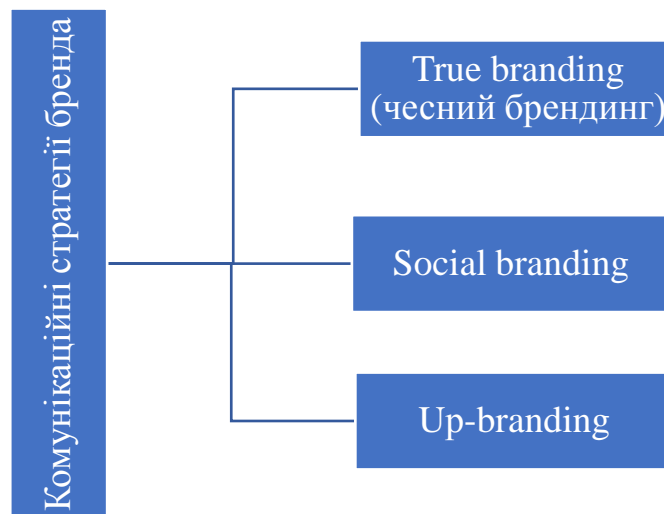 Комунікаційні стратегії бренда
True branding
(чесний брендинг)
Social branding
Up-branding